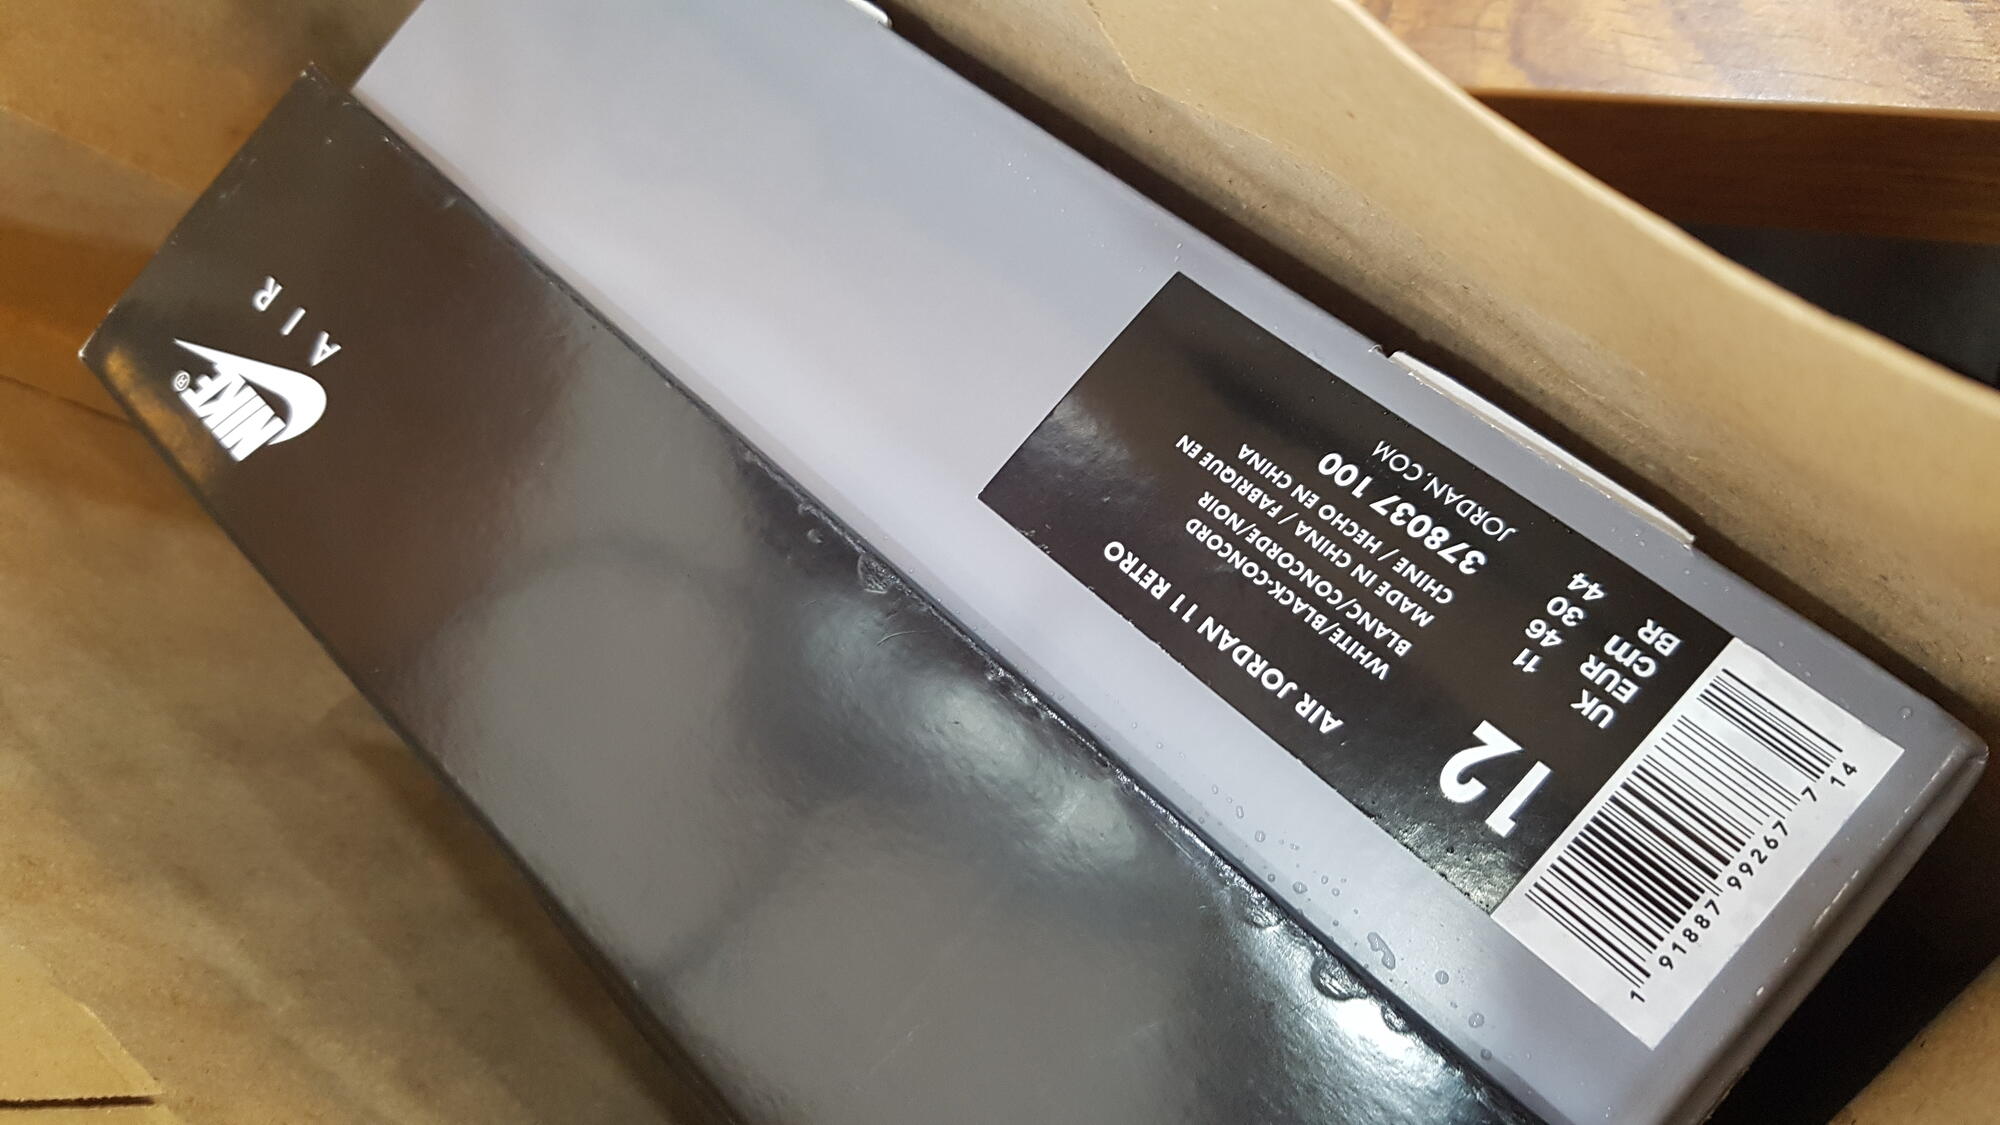 NIKE®
AIR
12
AIR JORDAN 11 RETRO
WHITE/BLACK-CONCORD
BLANC/CONCORDE/NOIR
MADE IN CHINA / FABRIQUE EN
CHINE / HECHO EN CHINA
378037 100
JORDAN.COM
UK 11
EUR 46
cm 30
BR 44
1 91887 99267 7 14